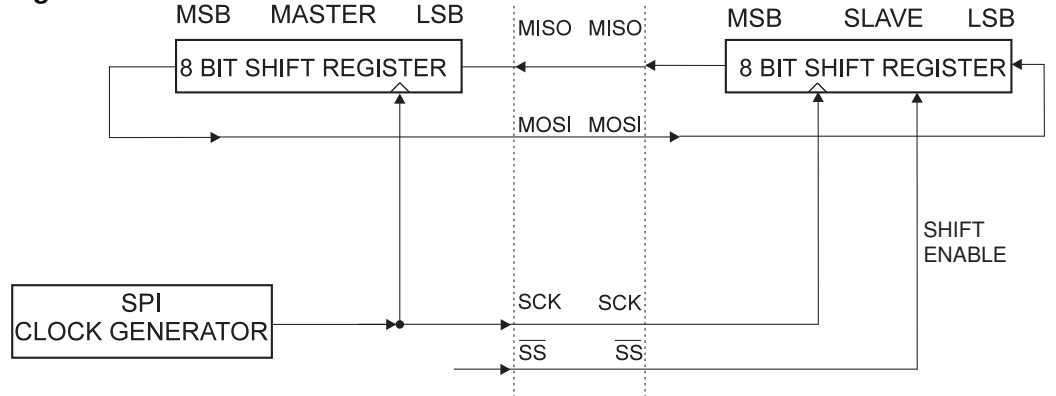 MSB MASTER LSB
MISO MISO
MSB SLAVE LSB
8 BIT SHIFT REGISTER
8 BIT SHIFT REGISTER
MOSI MOSI
SHIFT
ENABLE
SPI
CLOCK GENERATOR
SCK SCK
SS SS